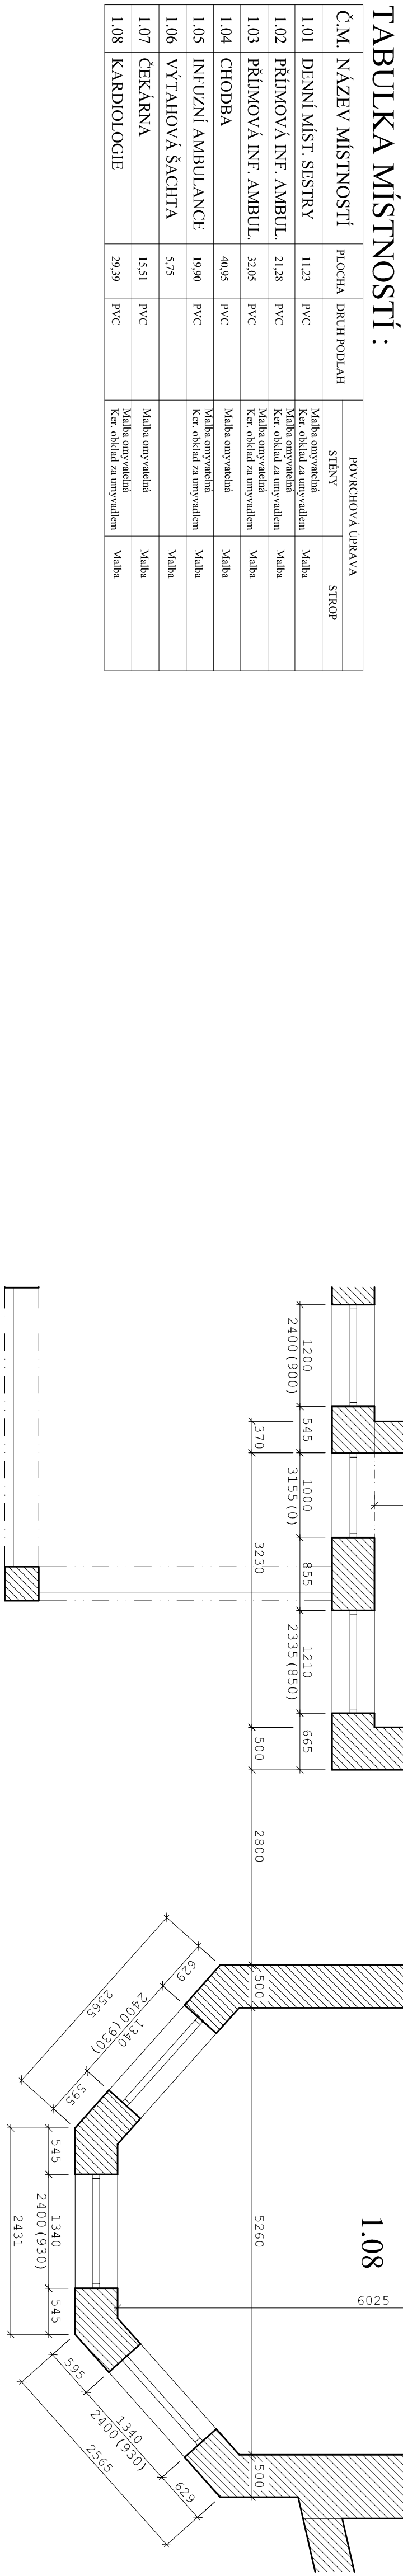 TABULKA MÍSTNOSTÍ :
Č.M. NÁZEV MÍSTNOSTÍ PLOCHA DRUH PODLAH POVRCHOVÁ ÚPRAVA
STĚNY STROP
1.01 DENNÍ MÍST. SESTRY 11,23 PVC Malba omyvatelná
Ker. obklad za umyvadlem Malba
1.02 PŘÍJMOVÁ INF. AMBUL. 21,28 PVC Malba omyvatelná
Ker. obklad za umyvadlem Malba
1.03 PŘÍJMOVÁ INF. AMBUL. 32,05 PVC Malba omyvatelná
Ker. obklad za umyvadlem Malba
1.04 CHODBA 40,95 PVC Malba omyvatelná Malba
1.05 INFUZNÍ AMBULANCE 19,90 PVC Malba omyvatelná
Ker. obklad za umyvadlem Malba
1.06 VÝTAHOVÁ ŠACHTA 5,75
1.07 ČEKÁRNA 15,51 PVC Malba omyvatelná Malba
1.08 KARDIOLOGIE 29,39 PVC Malba omyvatelná
Ker. obklad za umyvadlem Malba
1200
2400(900)
545
1000
3155(0)
855
1210
2335(850)
665
370
3230
500
2800
500
5260
500
1.08
6025
629
1340
2400(930)
595
2565
545
1340
2400(930)
545
2431
595
1340
2400(930)
629
2565